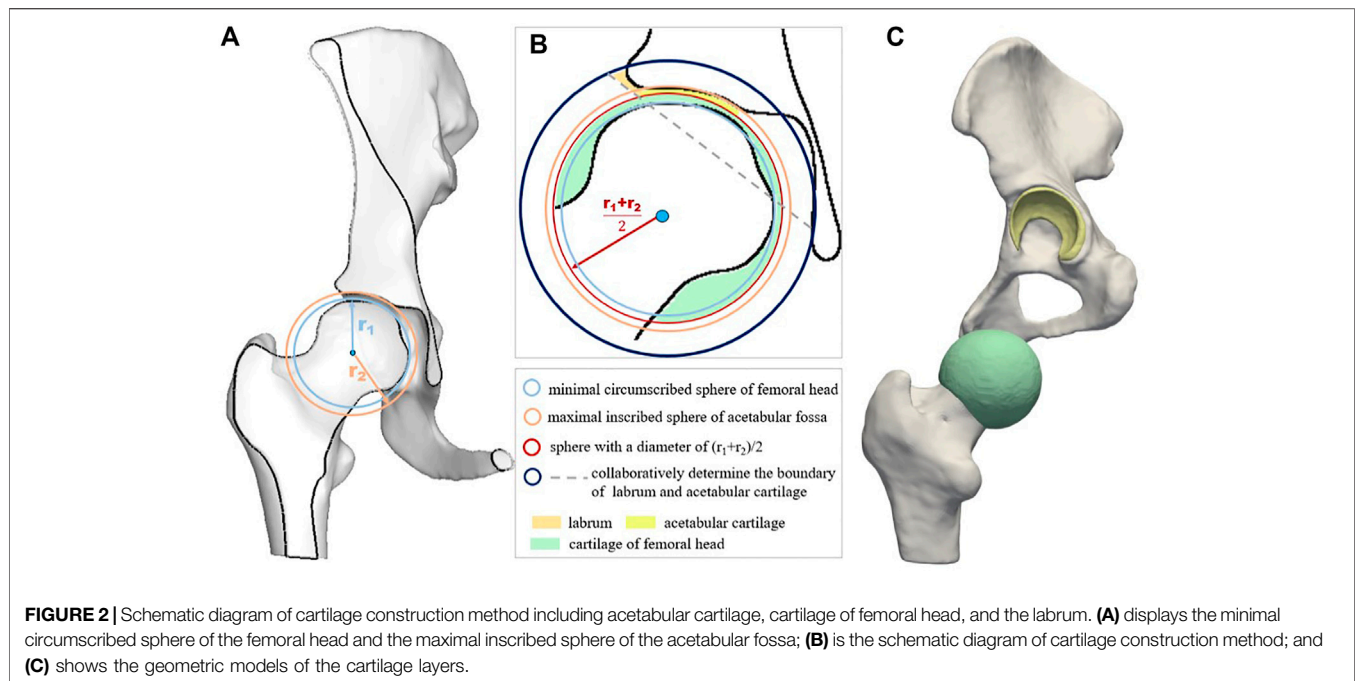 A
B
C
r₁
r₂
r₁+r₂
2
minimal circumscribed sphere of femoral head
maximal inscribed sphere of acetabular fossa
sphere with a diameter of (r₁+r₂)/2
collaboratively determine the boundary
of labrum and acetabular cartilage
labrum acetabular cartilage
cartilage of femoral head
FIGURE 2 | Schematic diagram of cartilage construction method including acetabular cartilage, cartilage of femoral head, and the labrum. (A) displays the minimal
circumscribed sphere of the femoral head and the maximal inscribed sphere of the acetabular fossa; (B) is the schematic diagram of cartilage construction method; and
(C) shows the geometric models of the cartilage layers.